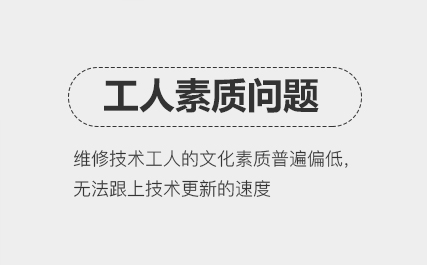 工人素质问题
维修技术工人的文化素质普遍偏低,
无法跟上技术更新的速度